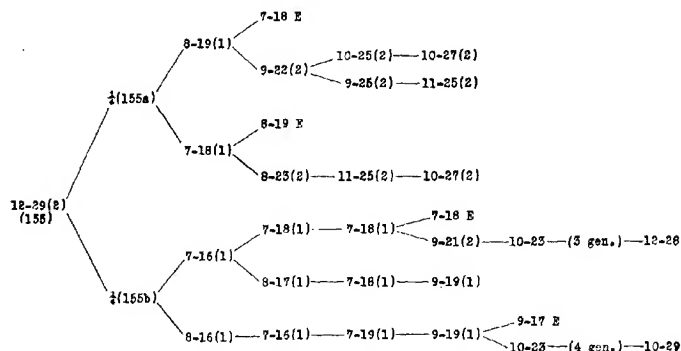 7-18 E
8-19(1)
10-25(2) 10-27(2)
9-22(2)
9-25(2) 11-25(2)
(155a)
8-19 E
7-18(1)
8-23(2) 11-25(2) 10-27(2)
12-29(2)
(155)
7-18 E
7-18(1) 7-18(1)
9-21(2) 10-23 (3 gen.) 12-28
7-16(1)
8-17(1) 7-18(1) 9-19(1)
(155b)
9-17 E
8-16(1) 7-16(1) 7-19(1) 9-19(1)
10-23 (4 gen.) 10-29